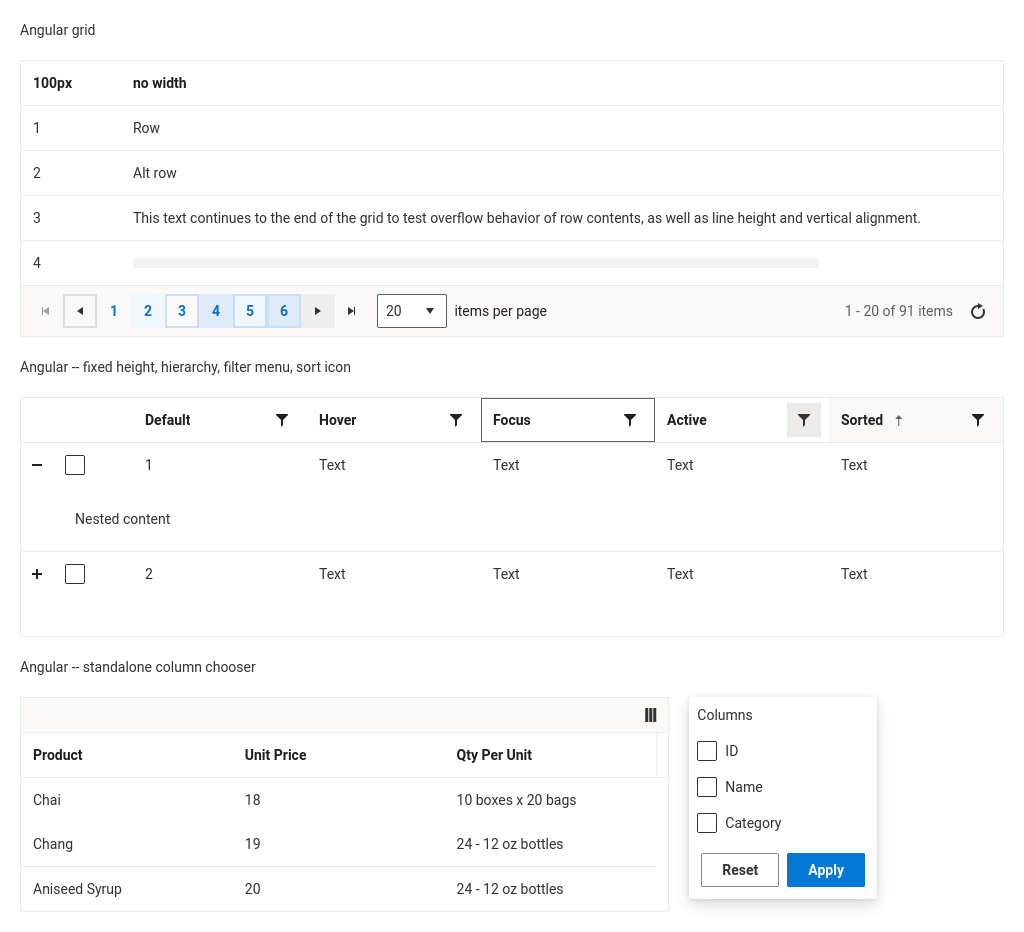 Angular grid
100px no width
1 Row
2 Alt row
3 This text continues to the end of the grid to test overflow behavior of row contents, as well as line height and vertical alignment.
4
1 2 3 4 5 6 20 items per page 1 - 20 of 91 items
Angular -- fixed height, hierarchy, filter menu, sort icon
Default Hover Focus Active Sorted
1 Text Text Text Text
Nested content
2 Text Text Text Text
Angular -- standalone column chooser
Product Unit Price Qty Per Unit
Chai 18 10 boxes x 20 bags
Chang 19 24 - 12 oz bottles
Aniseed Syrup 20 24 - 12 oz bottles
Columns
ID
Name
Category
Reset Apply